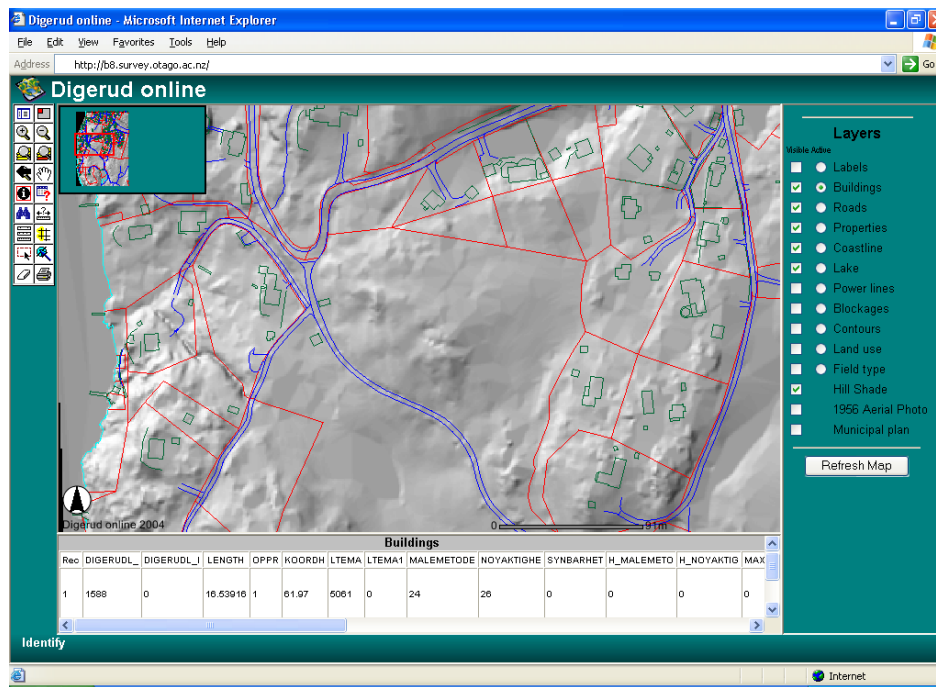 Digerud online - Microsoft Internet Explorer
File Edit View Favorites Tools Help
Address http://b8.survey.otago.ac.nz/ Go
Digerud online
Layers
Visible Active
Labels
Buildings
Roads
Properties
Coastline
Lake
Power lines
Blockages
Contours
Land use
Field type
Hill Shade
1956 Aerial Photo
Municipal plan
Refresh Map
Digerud online 2004
0 91m
Buildings
Rec DIGERUDL_ DIGERUDL_I LENGTH OPPR KOORDH LTEMA LTEMA1 MALEMETODE NOYAKTIGHE SYNBARHET H_MALEMETO H_NOYAKTIG MAX
1 1588 0 16.53916 1 61.97 5061 0 24 26 0 0 0 0
Identify
Internet